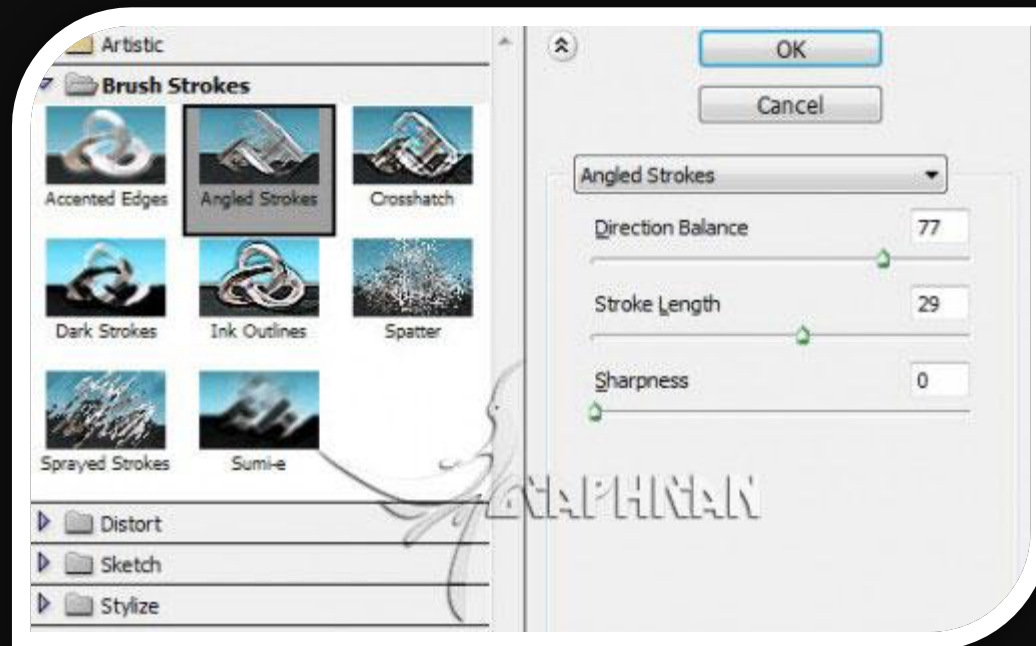 Artistic
Brush Strokes
Accented Edges
Angled Strokes
Crosshatch
Dark Strokes
Ink Outlines
Spatter
Sprayed Strokes
Sumi-e
Distort
Sketch
Stylize
OK
Cancel
Angled Strokes
Direction Balance 77
Stroke Length 29
Sharpness 0